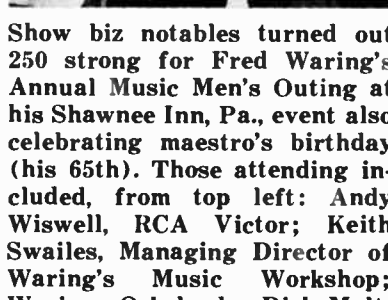 Show biz notables turned out
250 strong for Fred Waring's
Annual Music Men's Outing at
his Shawnee Inn, Pa., event also
celebrating maestro's birthday
(his 65th). Those attending in-
cluded, from top left: Andy
Wiswell, RCA Victor; Keith
Swailes, Managing Director of
Waring's Music Workshop;